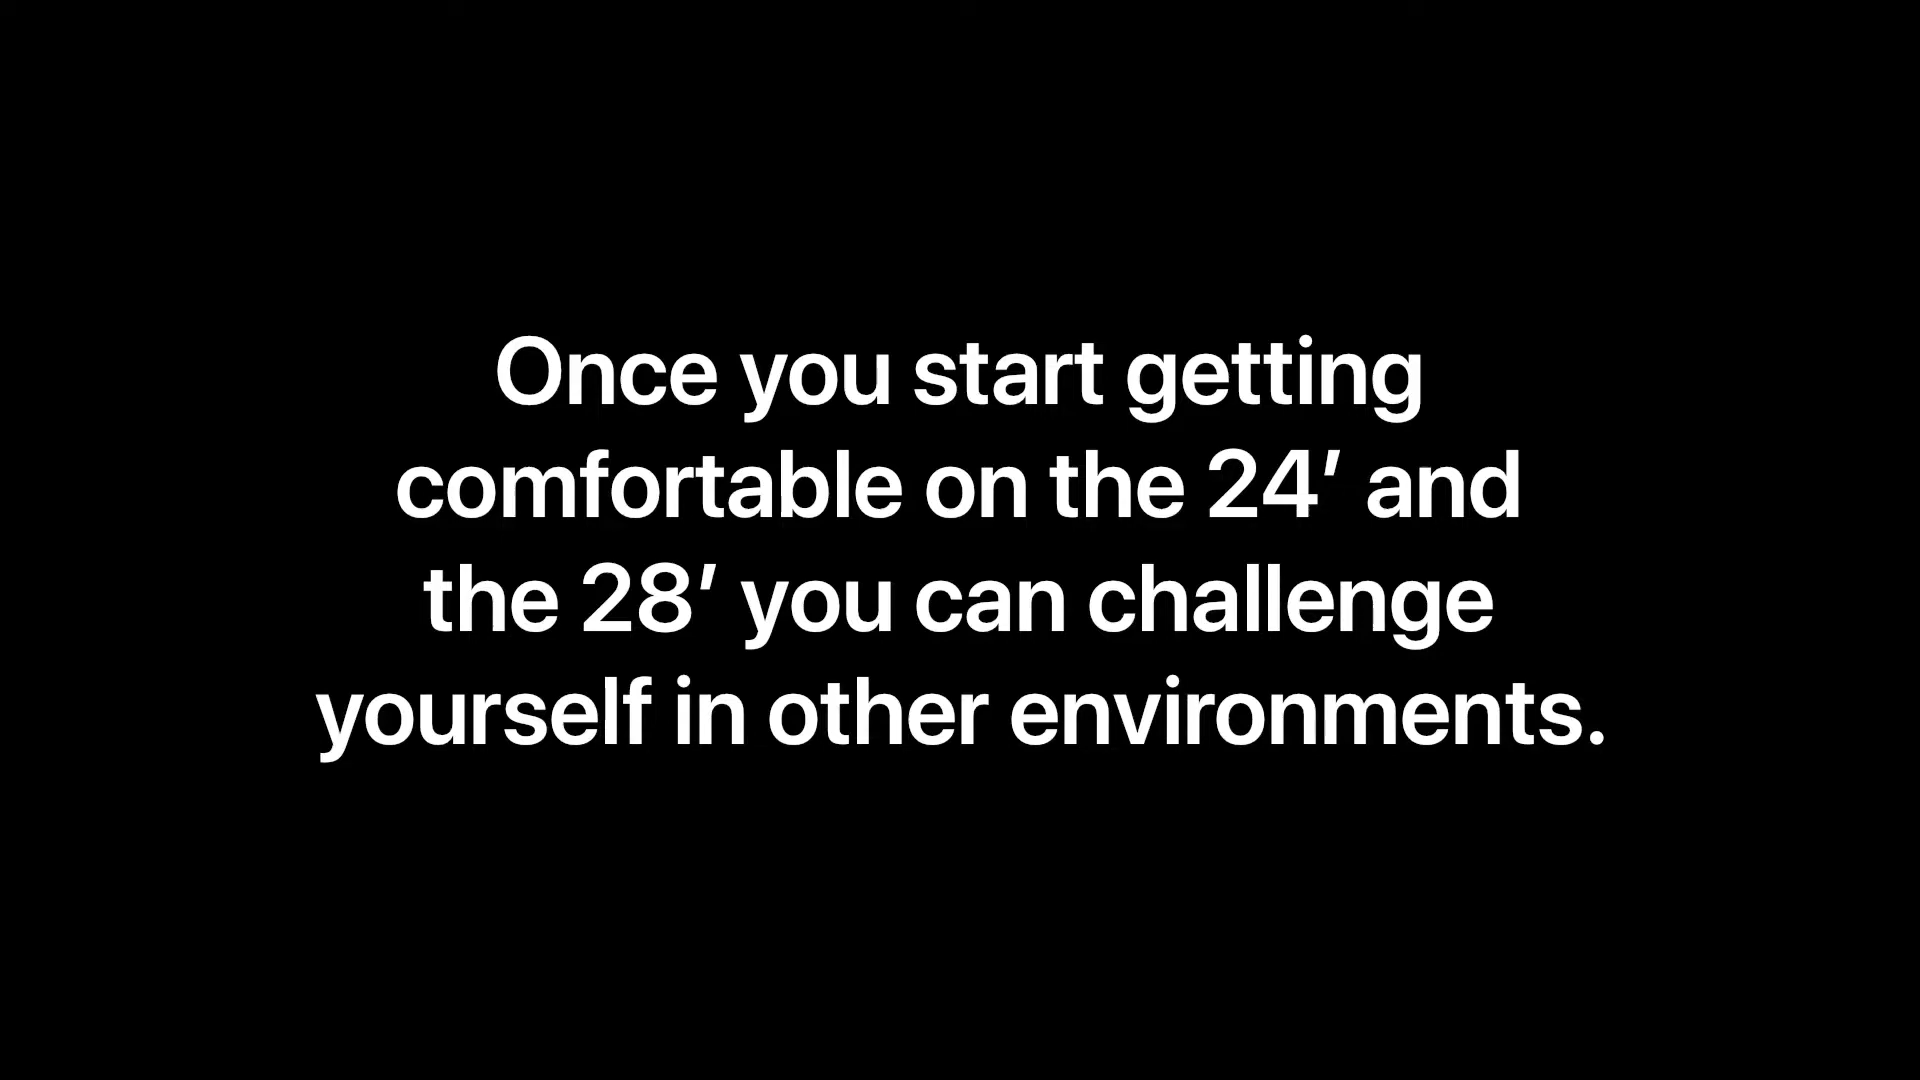 Once you start getting
comfortable on the 24′ and
the 28′ you can challenge
yourself in other environments.